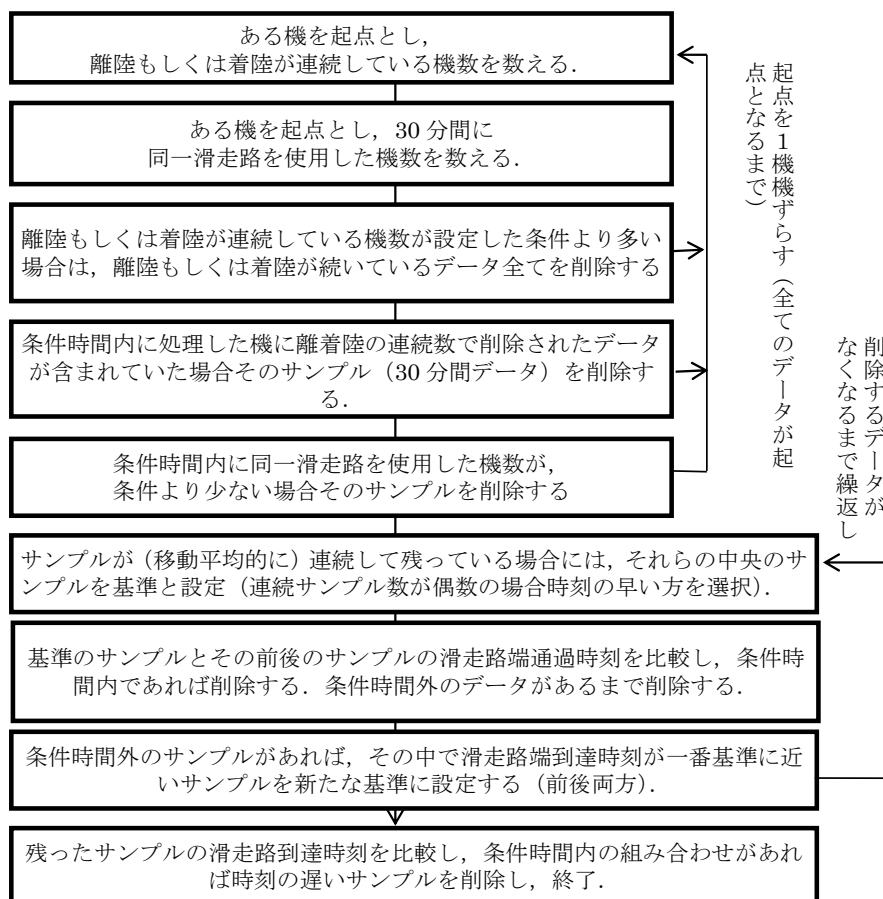 ある機を起点とし，
離陸もしくは着陸が連続している機数を数える．
ある機を起点とし，30 分間に
同一滑走路を使用した機数を数える．
離陸もしくは着陸が連続している機数が設定した条件より多い
場合は，離陸もしくは着陸が続いているデータ全てを削除する
条件時間内に処理した機に離着陸の連続数で削除されたデータ
が含まれていた場合そのサンプル（30 分間データ）を削除す
る．
条件時間内に同一滑走路を使用した機数が，
条件より少ない場合そのサンプルを削除する
起点を１機機ずらす（全てのデータが起
点となるまで）
サンプルが（移動平均的に）連続して残っている場合には，それらの中央のサ
ンプルを基準と設定（連続サンプル数が偶数の場合時刻の早い方を選択）．
基準のサンプルとその前後のサンプルの滑走路端通過時刻を比較し，条件時
間内であれば削除する．条件時間外のデータがあるまで削除する．
条件時間外のサンプルがあれば，その中で滑走路端到達時刻が一番基準に近
いサンプルを新たな基準に設定する（前後両方）．
削除するデータが
なくなるまで繰返し
残ったサンプルの滑走路到達時刻を比較し，条件時間内の組み合わせがあれ
ば時刻の遅いサンプルを削除し，終了．